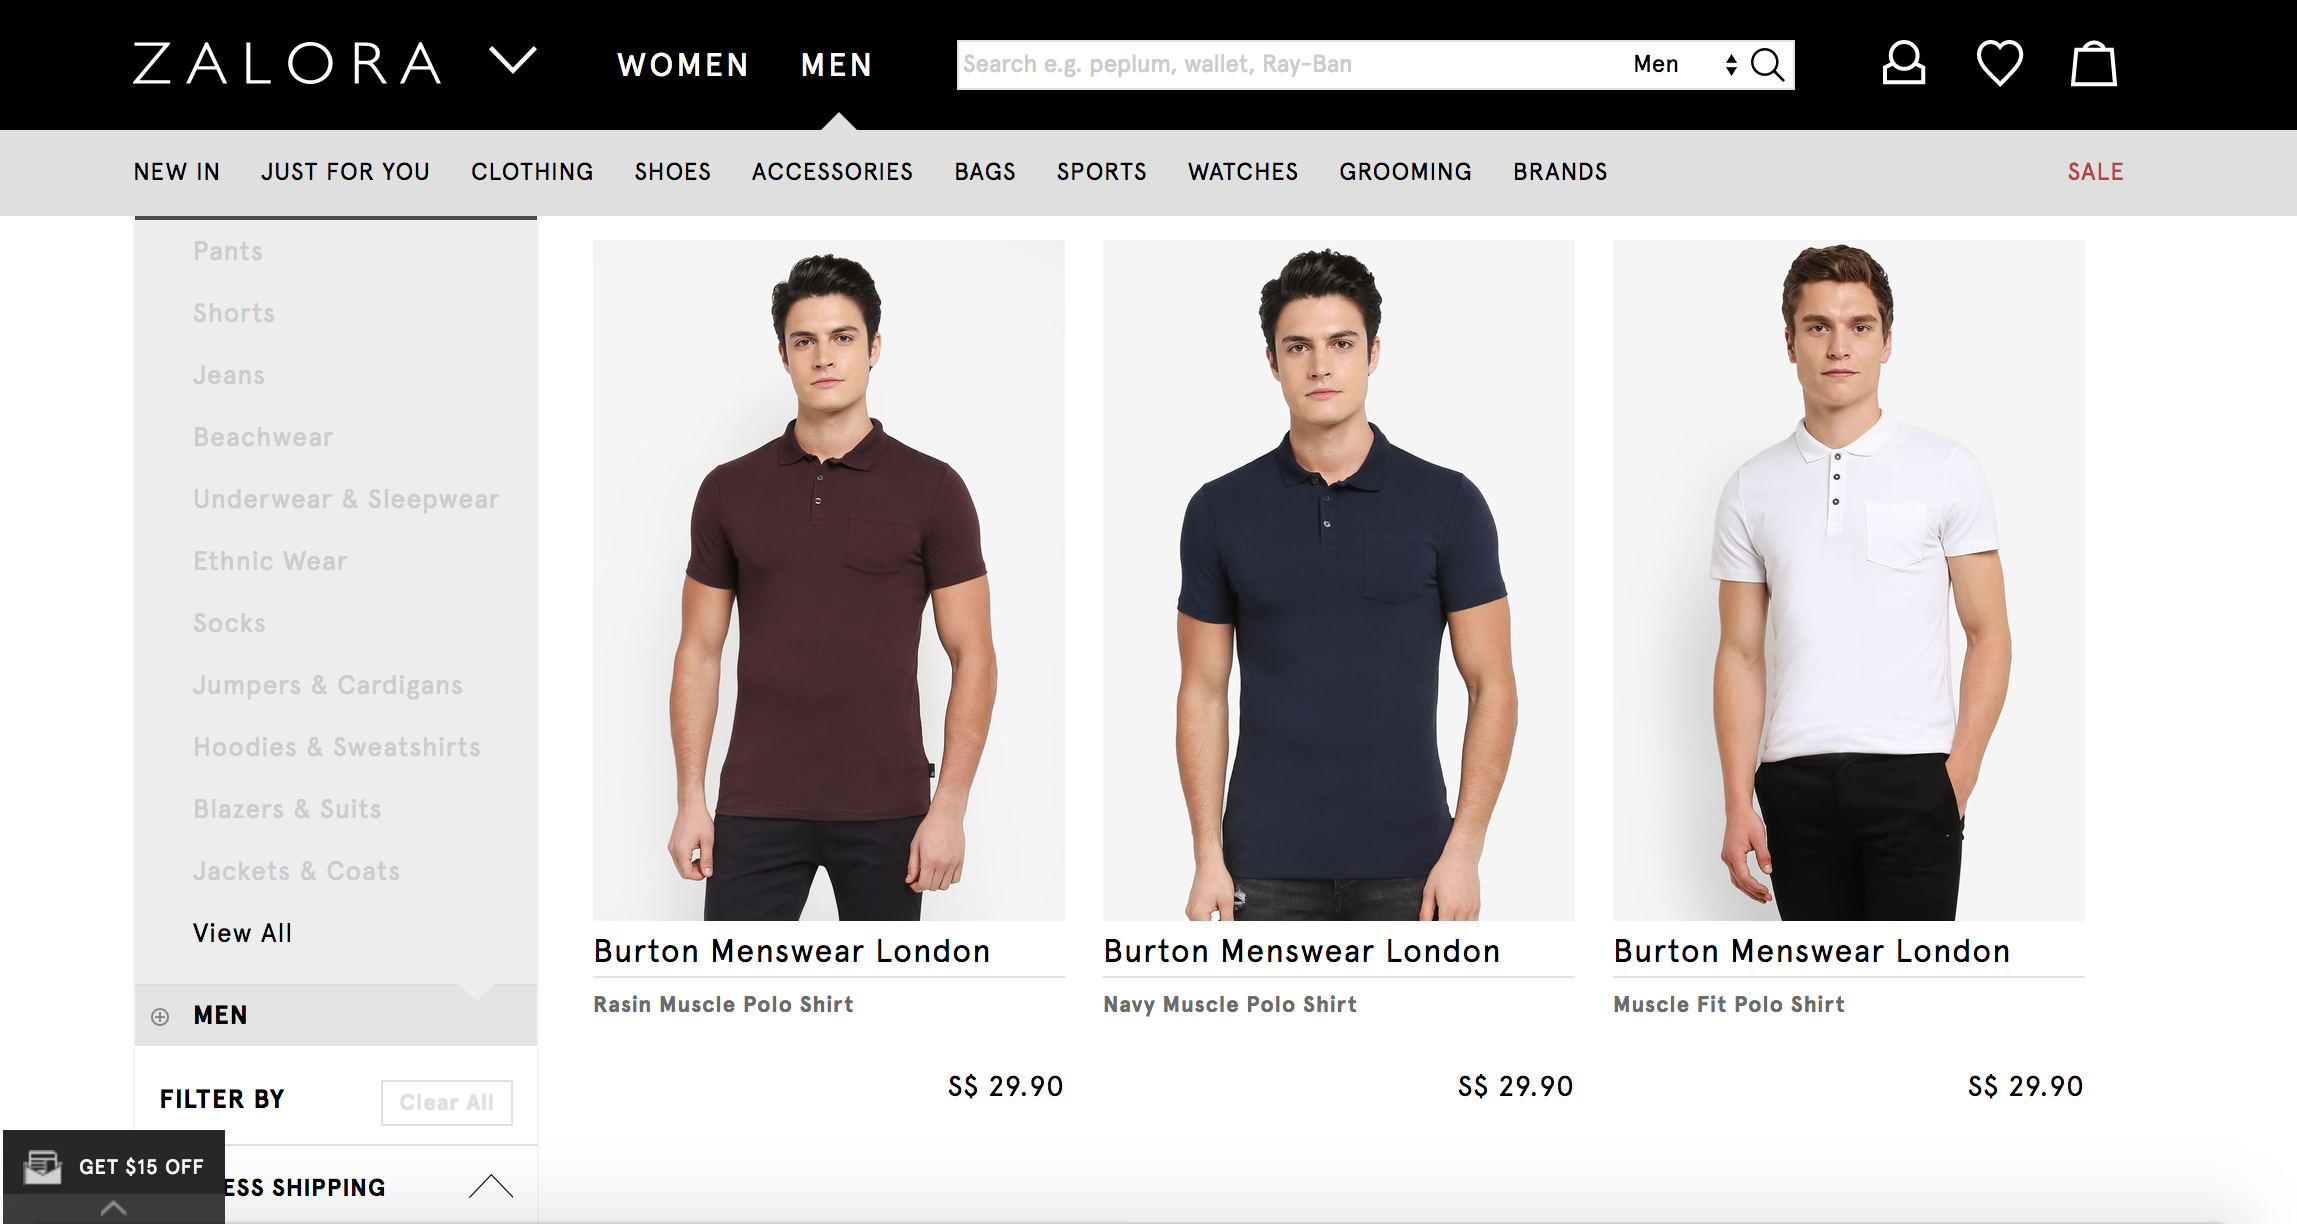 ZALORA
WOMEN
MEN
Search e.g. peplum, wallet, Ray-Ban
Men
NEW IN
JUST FOR YOU
CLOTHING
SHOES
ACCESSORIES
BAGS
SPORTS
WATCHES
GROOMING
BRANDS
SALE
Pants
Shorts
Jeans
Beachwear
Underwear & Sleepwear
Ethnic Wear
Socks
Jumpers & Cardigans
Hoodies & Sweatshirts
Blazers & Suits
Jackets & Coats
View All
MEN
FILTER BY
Clear All
ESS SHIPPING
GET $15 OFF
Burton Menswear London
Rasin Muscle Polo Shirt
S$ 29.90
Burton Menswear London
Navy Muscle Polo Shirt
S$ 29.90
Burton Menswear London
Muscle Fit Polo Shirt
S$ 29.90